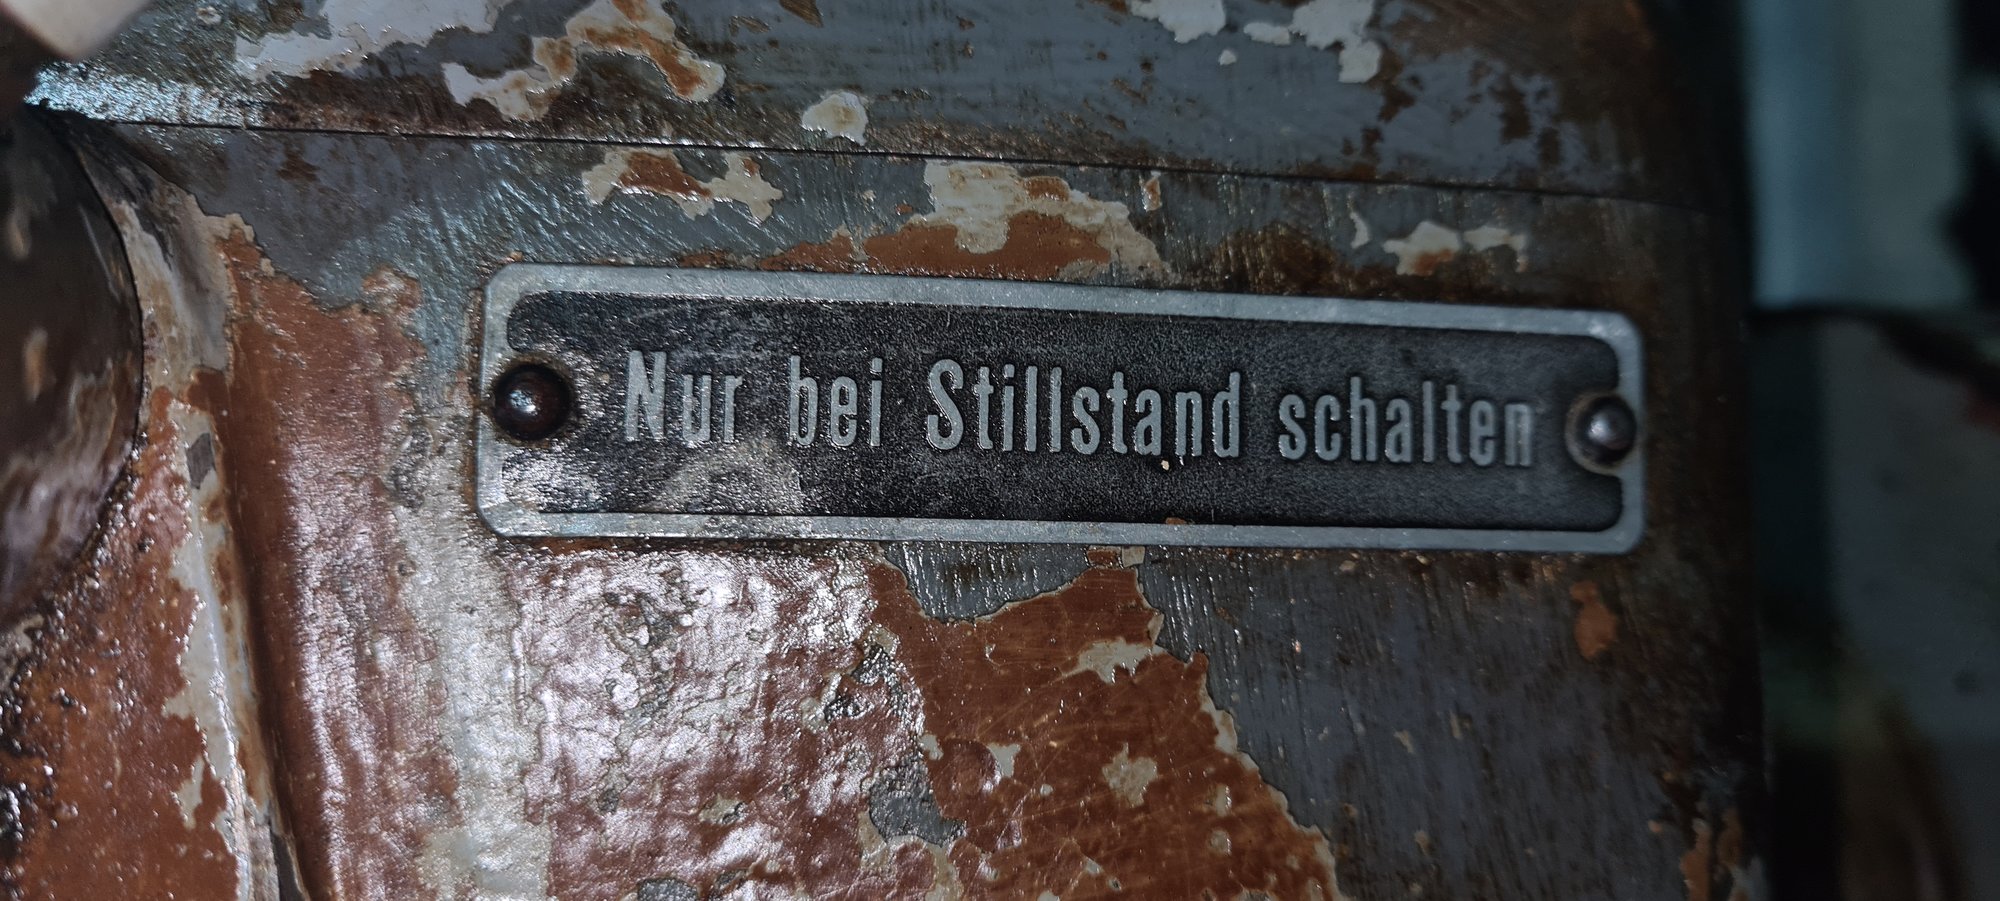 Nur bei Stillstand schalten